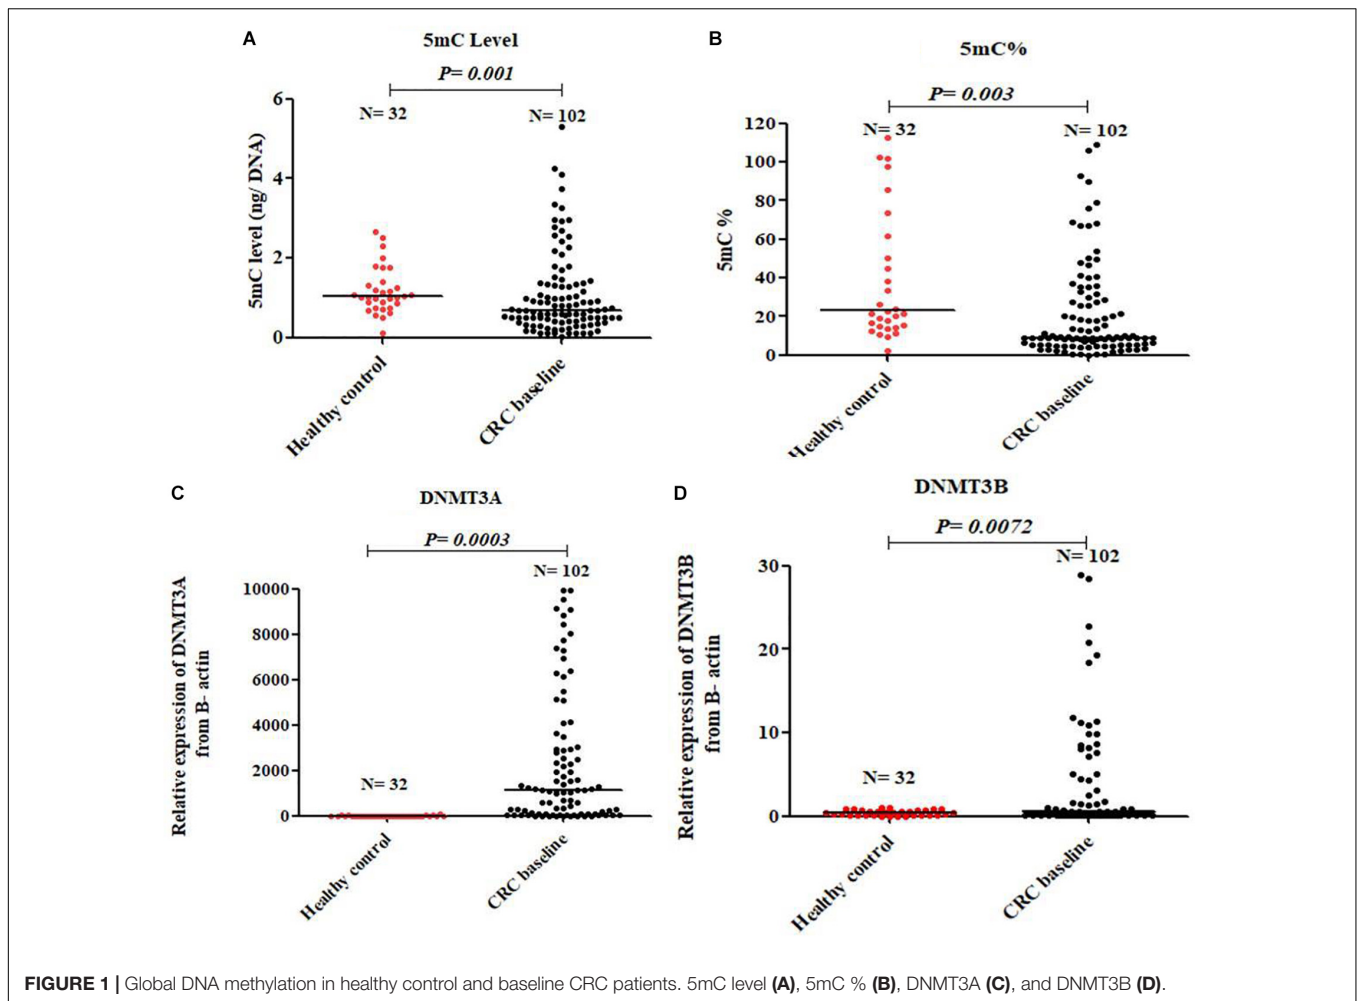 A
5mC Level
P= 0.001
N= 32
N= 102
5mC level (ng/ DNA)
6
4
2
0
Healthy control
CRC baseline
B
5mC%
P= 0.003
N= 32
N= 102
5mC %
120
100
80
60
40
20
0
Healthy control
CRC baseline
C
DNMT3A
P= 0.0003
N= 102
N= 32
Relative expression of DNMT3A
from B- actin
10000
8000
6000
4000
2000
0
Healthy control
CRC baseline
D
DNMT3B
P= 0.0072
N= 102
N= 32
Relative expression of DNMT3B
from B- actin
30
20
10
0
Healthy control
CRC baseline
FIGURE 1 | Global DNA methylation in healthy control and baseline CRC patients. 5mC level (A), 5mC % (B), DNMT3A (C), and DNMT3B (D).